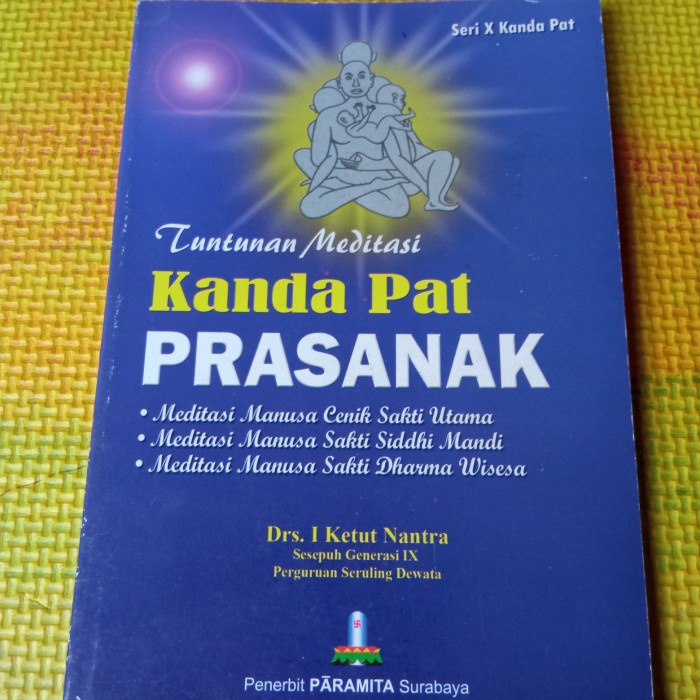 Seri X Kanda Pat
Tuntunan Meditasi
Kanda Pat
PRASANAK
• Meditasi Manusa Cenik Sakti Utama
• Meditasi Manusa Sakti Siddhi Mandi
• Meditasi Manusa Sakti Dharma Wisesa
Drs. I Ketut Nantra
Sesepuh Generasi IX
Perguruan Seruling Dewata
Penerbit PĀRAMITA Surabaya